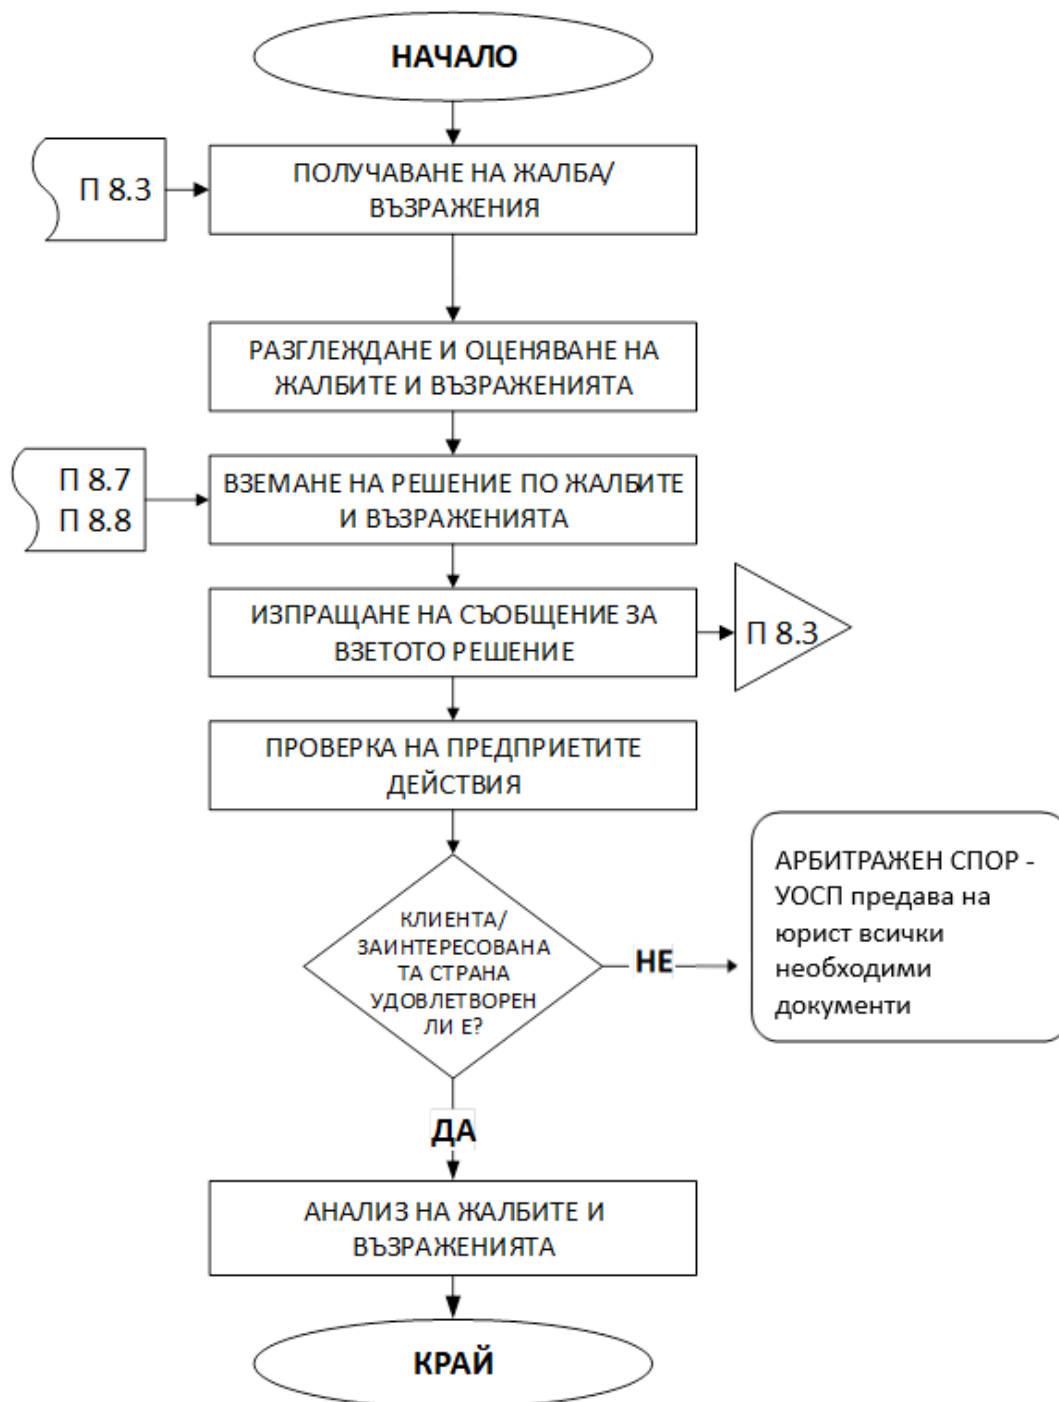 НАЧАЛО
П 8.3
ПОЛУЧАВАНЕ НА ЖАЛБА/
ВЪЗРАЖЕНИЯ
РАЗГЛЕЖДАНЕ И ОЦЕНЯВАНЕ НА
ЖАЛБИТЕ И ВЪЗРАЖЕНИЯТА
П 8.7
П 8.8
ВЗЕМАНЕ НА РЕШЕНИЕ ПО ЖАЛБИТЕ
И ВЪЗРАЖЕНИЯТА
ИЗПРАЩАНЕ НА СЪОБЩЕНИЕ ЗА
ВЗЕТОТО РЕШЕНИЕ
П 8.3
ПРОВЕРКА НА ПРЕДПРИЕТИТЕ
ДЕЙСТВИЯ
КЛИЕНТА/
ЗАИНТЕРЕСОВАНА
ТА СТРАНА
УДОВЛЕТВОРЕН
ЛИ Е?
НЕ
АРБИТРАЖЕН СПОР -
УОСП предава на
юрист всички
необходими
документи
ДА
АНАЛИЗ НА ЖАЛБИТЕ И
ВЪЗРАЖЕНИЯТА
КРАЙ